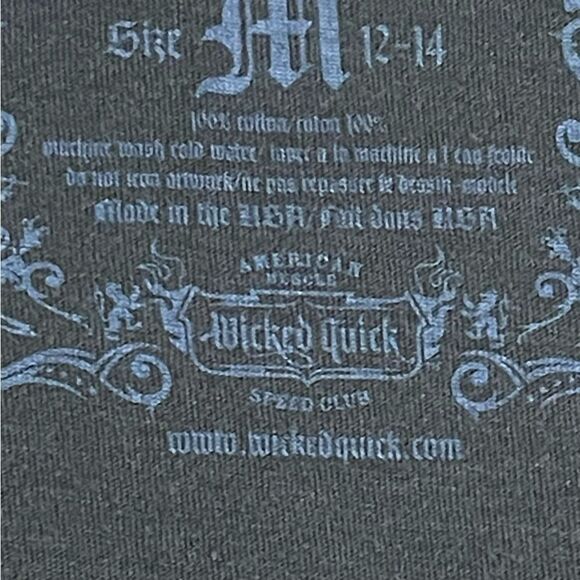 Size M 12-14
100% cotton/coton 100%
machine wash cold water/ laver a la machine a l'eau froide
do not iron artwork/ne pas repasser le dessin-modele
Made in the USA/Fait dans USA
AMERICAN
MUSCLE
Wicked Quick
SPEED CLUB
www.wickedquick.com